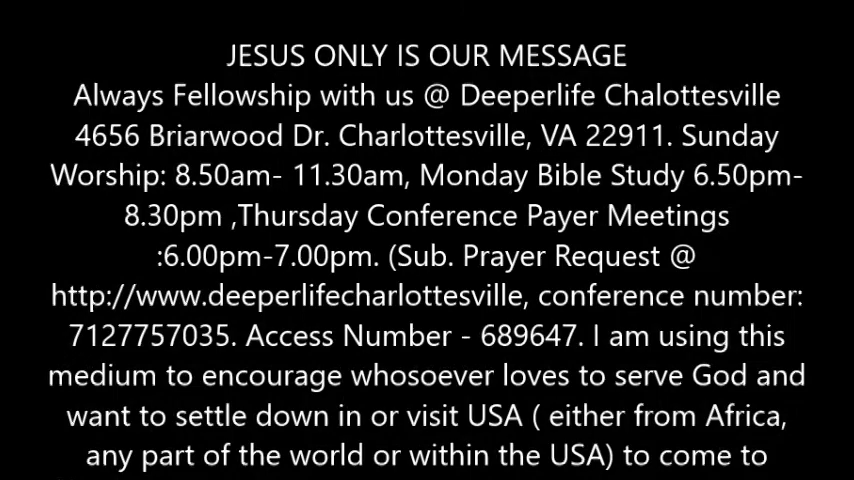 JESUS ONLY IS OUR MESSAGE
Always Fellowship with us @ Deeperlife Chalottesville
4656 Briarwood Dr. Charlottesville, VA 22911. Sunday
Worship: 8.50am- 11.30am, Monday Bible Study 6.50pm-
8.30pm ,Thursday Conference Payer Meetings
:6.00pm-7.00pm. (Sub. Prayer Request @
http://www.deeperlifecharlottesville, conference number:
7127757035. Access Number - 689647. I am using this
medium to encourage whosoever loves to serve God and
want to settle down in or visit USA ( either from Africa,
any part of the world or within the USA) to come to